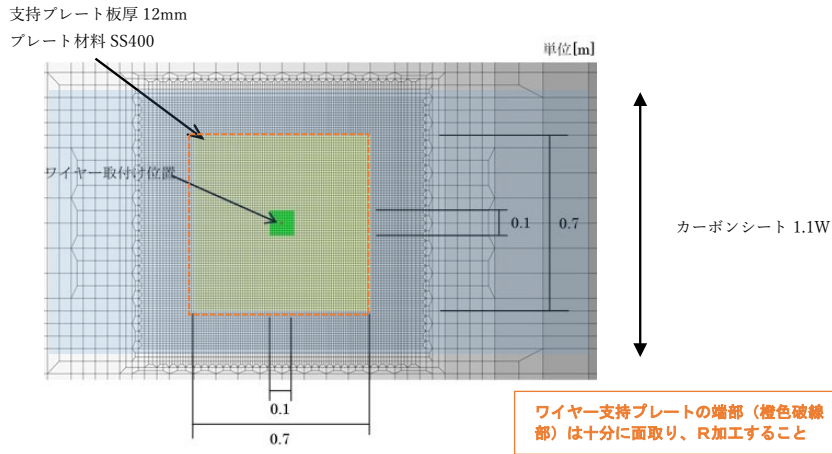 支持プレート板厚 12mm
プレート材料 SS400
単位[m]
ワイヤー取付け位置
0.1
0.7
カーボンシート 1.1W
0.1
0.7
ワイヤー支持プレートの端部（橙色破線
部）は十分に面取り、R加工すること